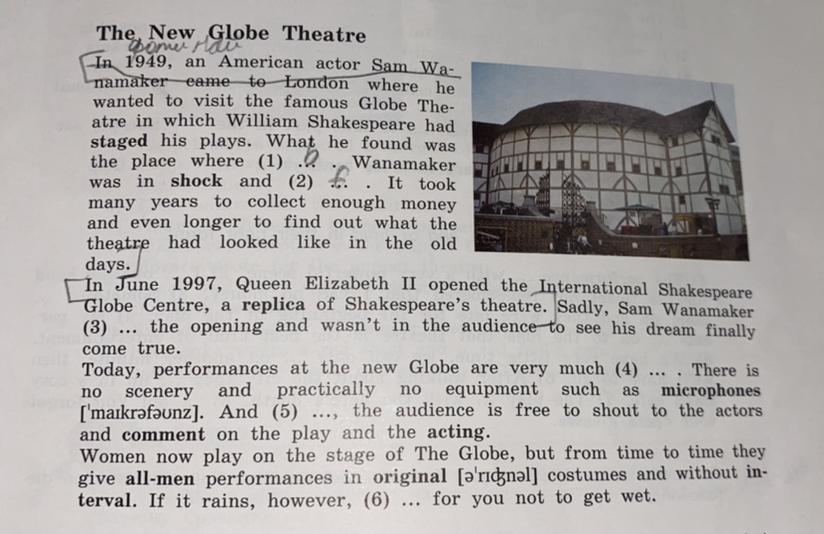 The New Globe Theatre
In 1949, an American actor Sam Wa-
namaker came to London where he
wanted to visit the famous Globe The-
atre in which William Shakespeare had
staged his plays. What he found was
the place where (1) ... . Wanamaker
was in shock and (2) ... . It took
many years to collect enough money
and even longer to find out what the
theatre had looked like in the old
days.
In June 1997, Queen Elizabeth II opened the International Shakespeare
Globe Centre, a replica of Shakespeare's theatre. Sadly, Sam Wanamaker
(3) ... the opening and wasn't in the audience to see his dream finally
come true.
Today, performances at the new Globe are very much (4) ... . There is
no scenery and practically no equipment such as microphones
[ˈmaɪkrəfəʊnz]. And (5) ..., the audience is free to shout to the actors
and comment on the play and the acting.
Women now play on the stage of The Globe, but from time to time they
give all-men performances in original [əˈrɪʤnəl] costumes and without in-
terval. If it rains, however, (6) ... for you not to get wet.